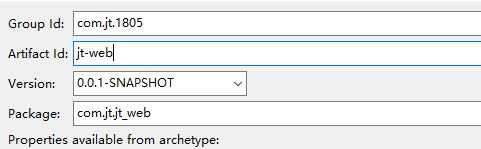 Group Id: com.jt.1805
Artifact Id: jt-web
Version: 0.0.1-SNAPSHOT
Package: com.jt.jt_web
Properties available from archetype: